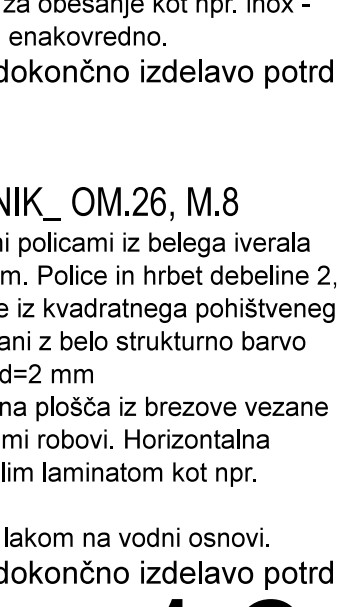 za obešanje kot npr. inox -
enakovredno.
dokončno izdelavo potrd
NIK_ OM.26, M.8
ni policami iz belega iverala
m. Police in hrbet debeline 2,
e iz kvadratnega pohištveneg
ani z belo strukturno barvo
d=2 mm
na plošča iz brezove vezane
mi robovi. Horizontalna
lim laminatom kot npr.
lakom na vodni osnovi.
dokončno izdelavo potrd